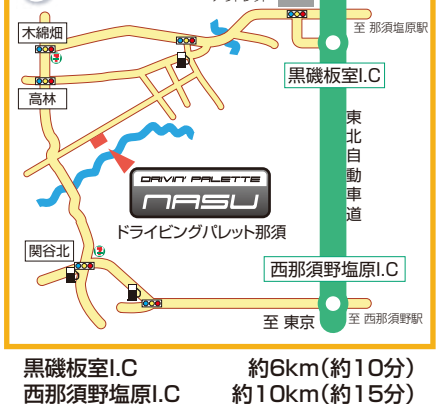 至 那須塩原駅
木綿畑
黒磯板室I.C
高林
東北自動車道
DRIVIN' PALETTE
NASU
ドライビングパレット那須
関谷北
西那須野塩原I.C
至 東京
至 西那須野駅
黒磯板室I.C 約6km(約10分)
西那須野塩原I.C 約10km(約15分)